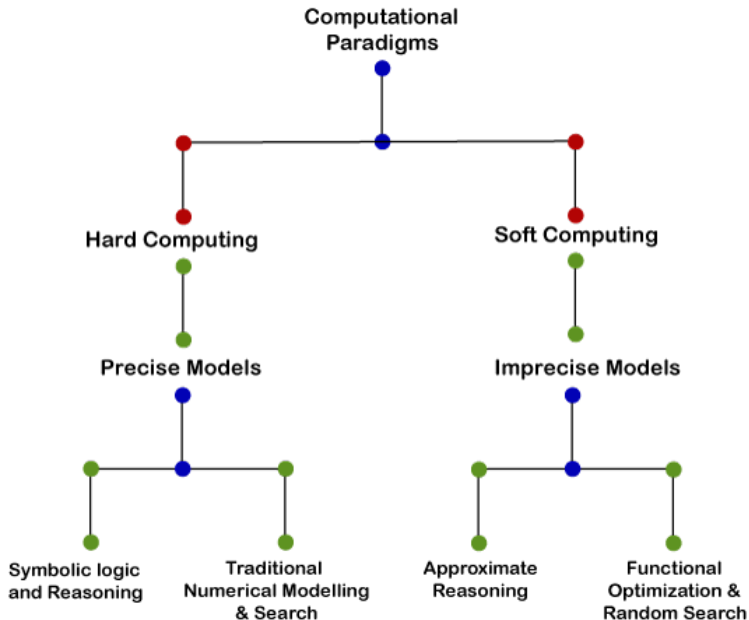 Computational
Paradigms
Hard Computing
Soft Computing
Precise Models
Imprecise Models
Symbolic logic
and Reasoning
Traditional
Numerical Modelling
& Search
Approximate
Reasoning
Functional
Optimization &
Random Search